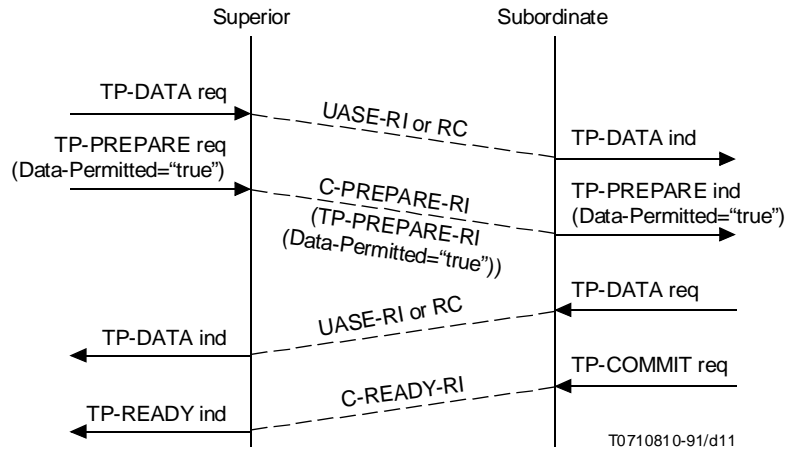 Superior
Subordinate
TP-DATA req
UASE-RI or RC
TP-DATA ind
TP-PREPARE req
(Data-Permitted=“true”)
C-PREPARE-RI
(TP-PREPARE-RI
(Data-Permitted=“true”))
TP-PREPARE ind
(Data-Permitted=“true”)
TP-DATA req
UASE-RI or RC
TP-DATA ind
TP-COMMIT req
C-READY-RI
TP-READY ind
T0710810-91/d11